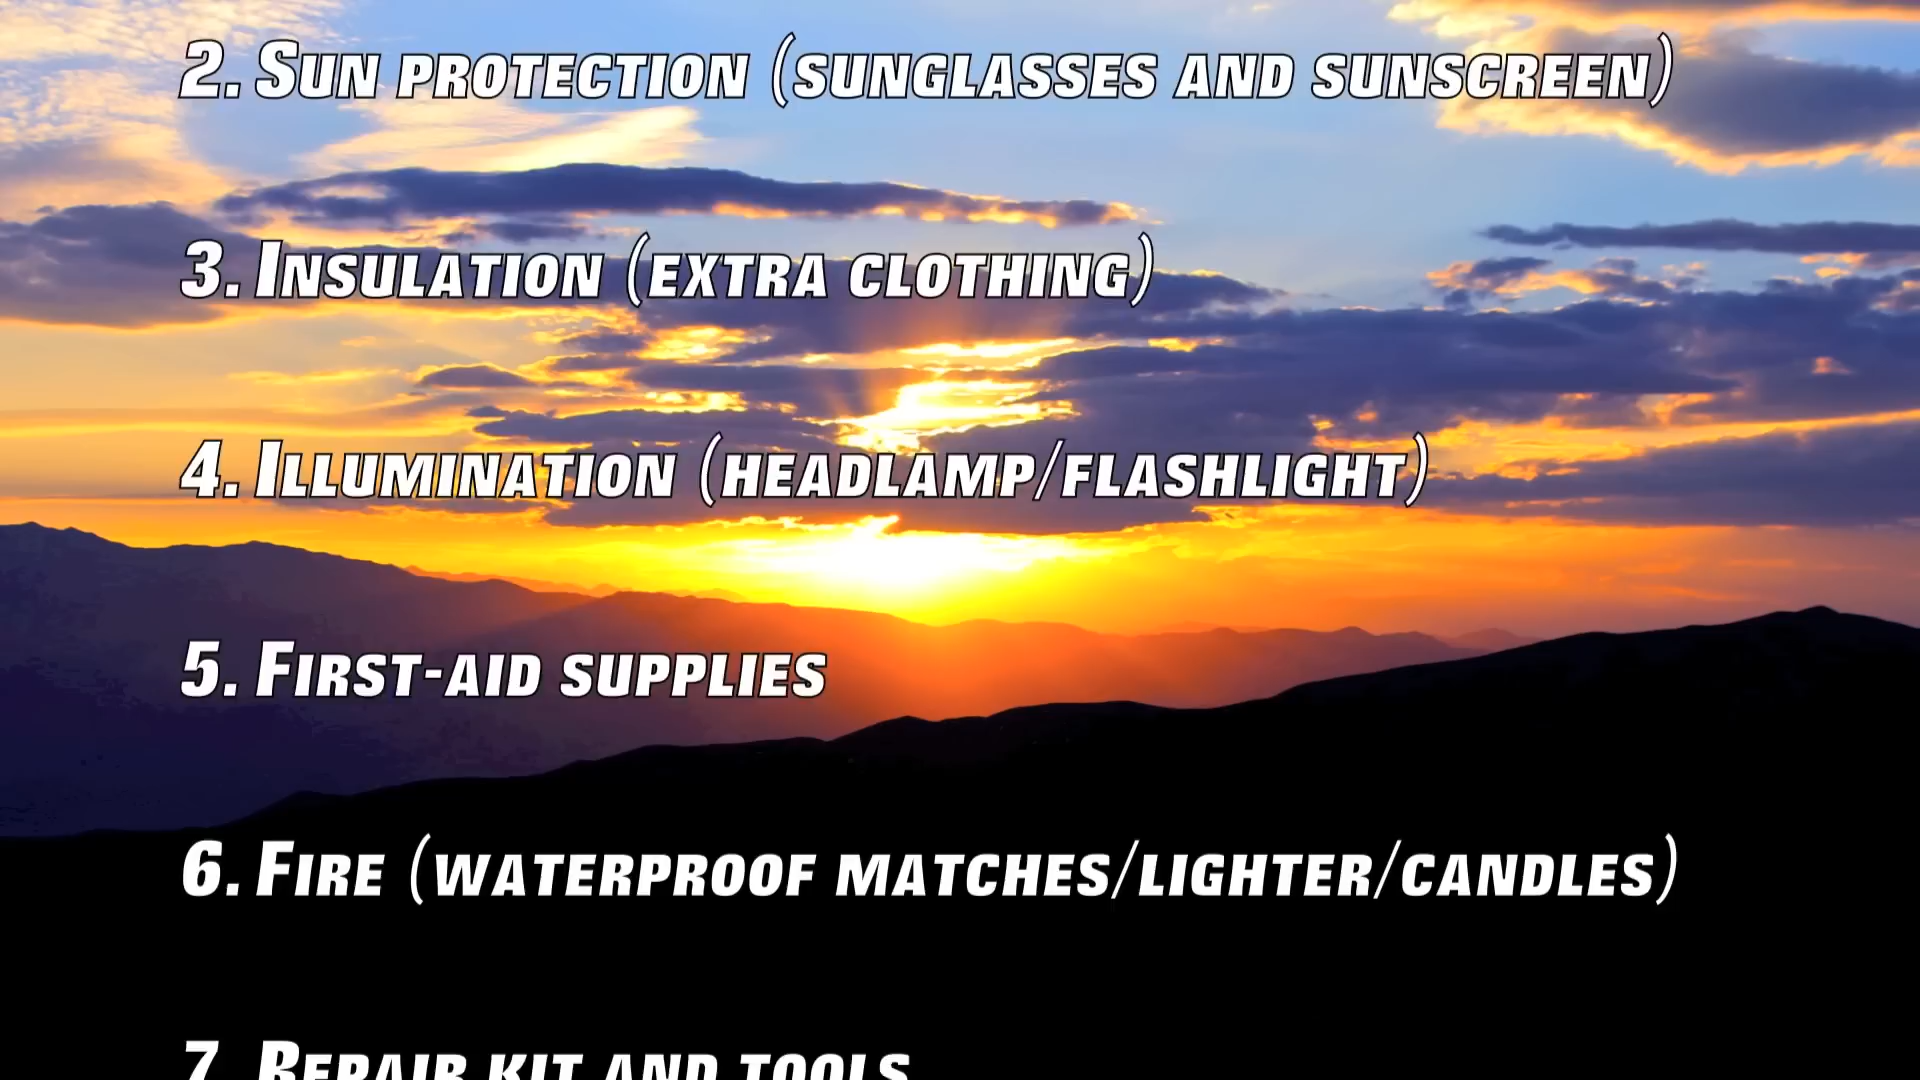 2. Sun protection (sunglasses and sunscreen)
3. Insulation (extra clothing)
4. Illumination (headlamp/flashlight)
5. First-aid supplies
6. Fire (waterproof matches/lighter/candles)
7. Repair kit and tools